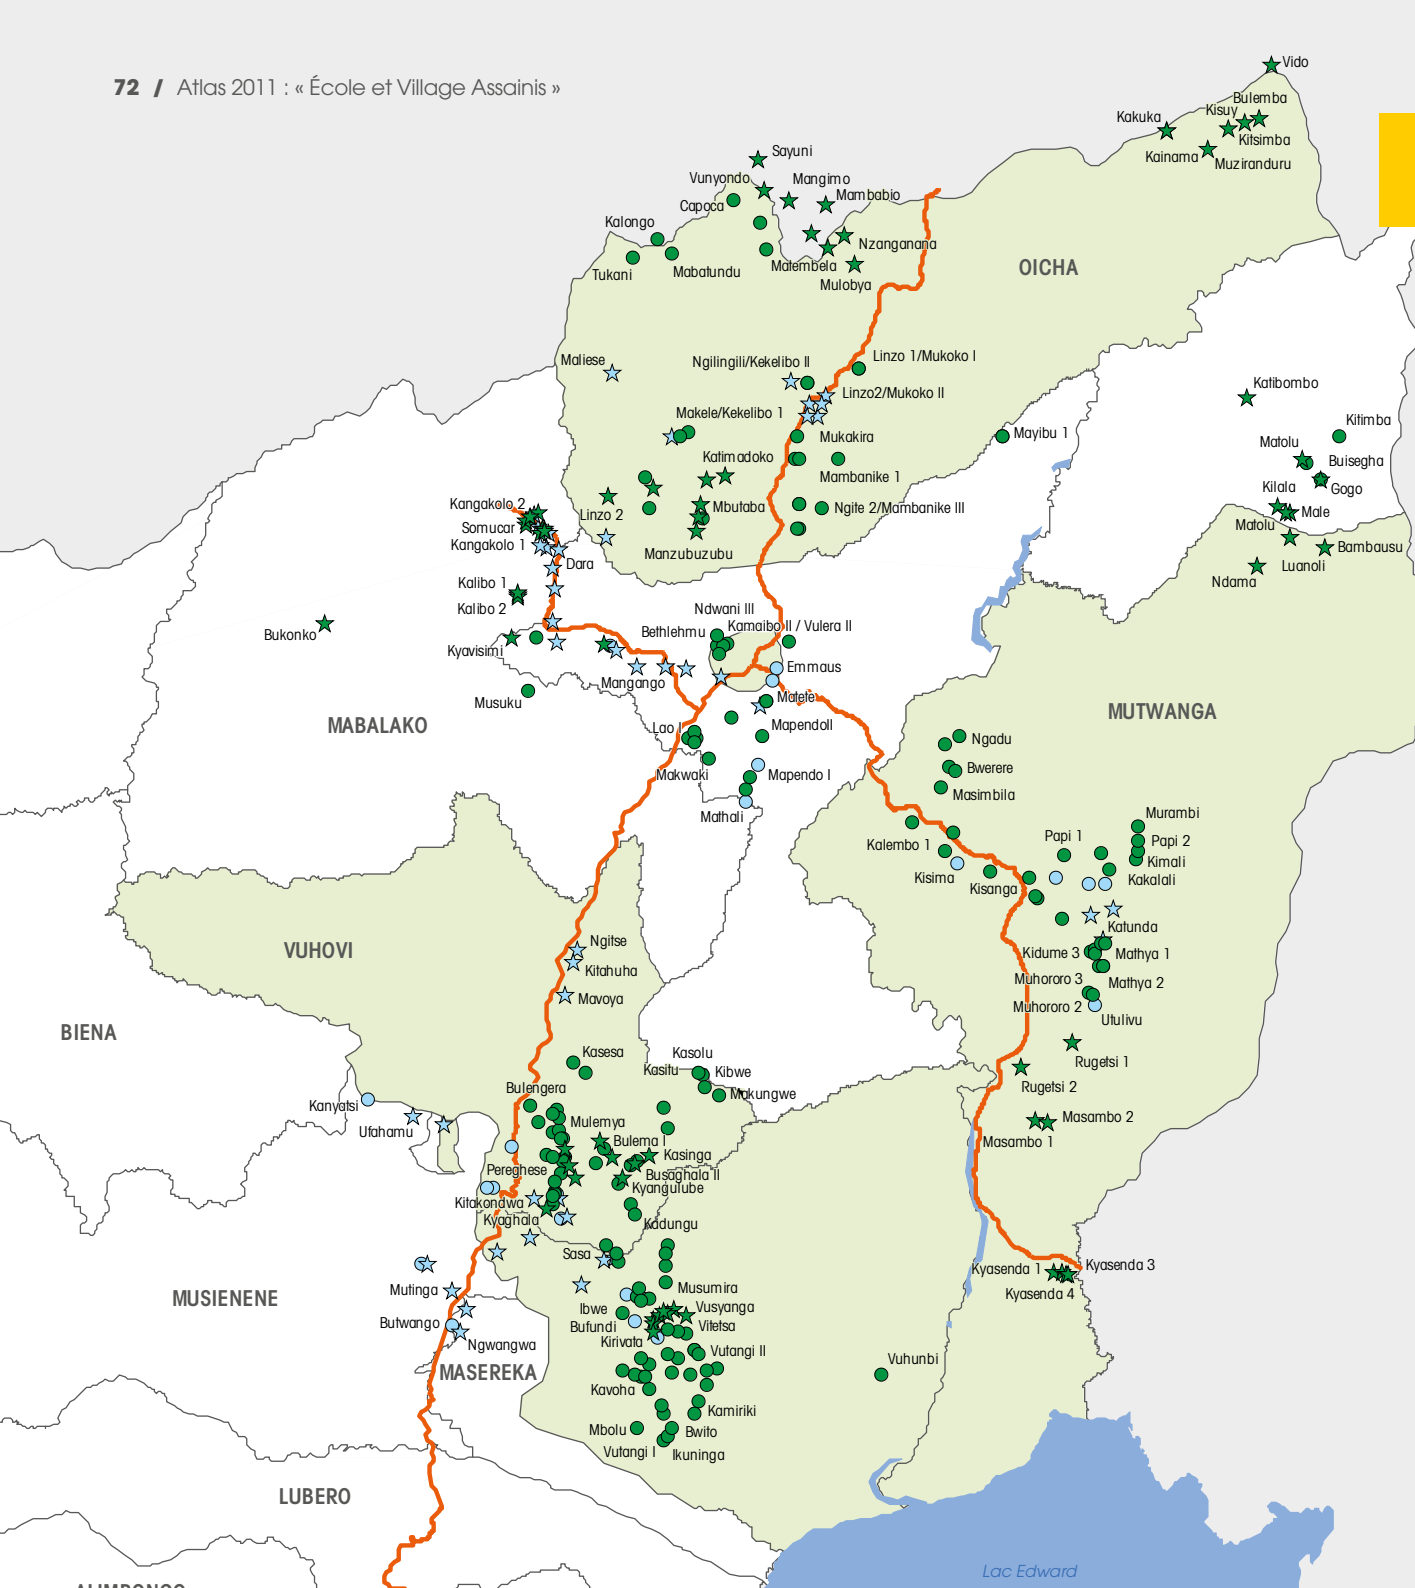 72 / Atlas 2011 : « École et Village Assainis »
Vido
Bulemba
Kisuy
Kakuka
Kitsimba
Kainama
Muziranduru
Sayuni
Vunyondo
Mangimo
Mambabio
Capoca
Kalongo
Nzanganana
Matembela
Mabatundu
Tukani
Mulobya
OICHA
Maliese
Ngilingili/Kekelibo II
Linzo 1/Mukoko I
Linzo2/Mukoko II
Katibombo
Makele/Kekelibo 1
Mukakira
Mayibu 1
Kitimba
Matolu
Katimadoko
Mambanike 1
Buisegha
Gogo
Kilala
Kangakolo 2
Linzo 2
Mbutaba
Ngite 2/Mambanike III
Male
Matolu
Somucar
Kangakolo 1
Manzubuzubu
Bambausu
Dara
Luanoli
Ndama
Kalibo 1
Kalibo 2
Ndwani III
Bukonko
Bethlehmu
Kamaibo II / Vulera II
Kyavisimi
Emmaus
Mangango
Musuku
Matete
MABALAKO
Lao I
Mapendoll
MUTWANGA
Ngadu
Makwaki
Mapendo I
Bwerere
Masimbila
Mathali
Murambi
Kalembo 1
Papi 1
Papi 2
Kimali
Kisima
Kisanga
Kakalali
Katunda
Ngitse
VUHOVI
Kidume 3
Mathya 1
Kitahuha
Muhororo 3
Mathya 2
Mavoya
Muhororo 2
Utulivu
BIENA
Kasesa
Kasolu
Kasitu
Kibwe
Rugetsi 1
Bulengera
Makungwe
Rugetsi 2
Kanyatsi
Mulemya
Masambo 2
Ufahamu
Bulema I
Masambo 1
Kasinga
Pereghese
Busaghala II
Kyangulube
Kitakondwa
Kyaghala
Kadungu
Sasa
Kyasenda 1
Kyasenda 3
Mutinga
Musumira
Kyasenda 4
MUSIENENE
Ibwe
Vusyanga
Butwango
Bufundi
Vitetsa
Kirivata
Ngwangwa
Vutangi II
Vuhunbi
MASEREKA
Kavoha
Kamiriki
Mbolu
Bwito
Vutangi I
Ikuninga
LUBERO
Lac Edward